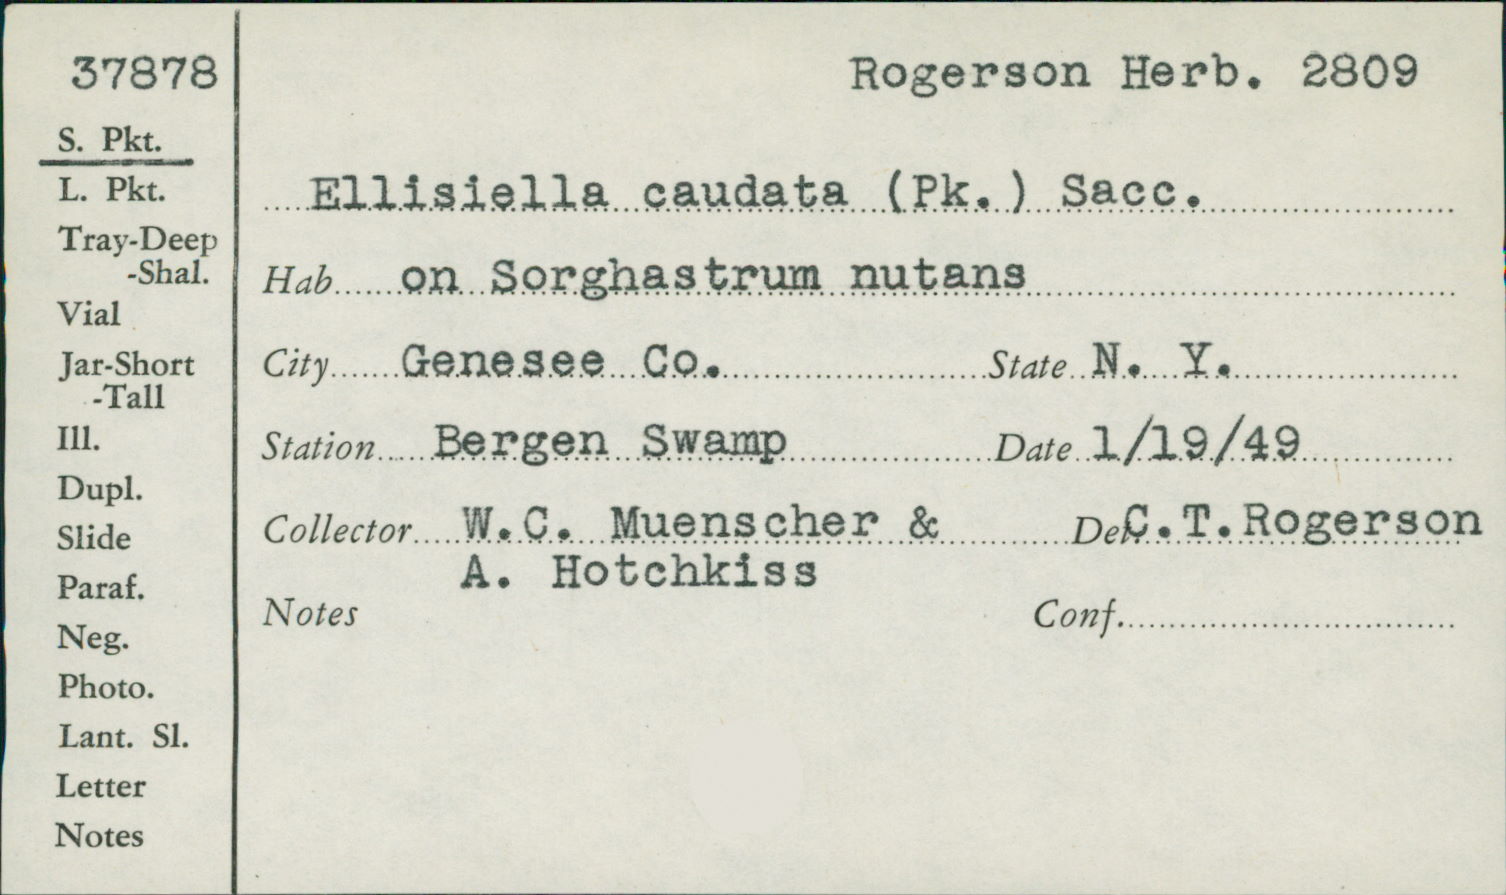 37878
Rogerson Herb. 2809
S. Pkt.
L. Pkt.
Tray-Deep
-Shal.
Vial
Jar-Short
-Tall
Ill.
Dupl.
Slide
Paraf.
Neg.
Photo.
Lant. Sl.
Letter
Notes
Ellisiella caudata (Pk.) Sacc.
Hab. on Sorghastrum nutans
City Genesee Co. State N. Y.
Station Bergen Swamp Date 1/19/49
Collector W.C. Muenscher & Det. C.T.Rogerson
A. Hotchkiss
Notes Conf.